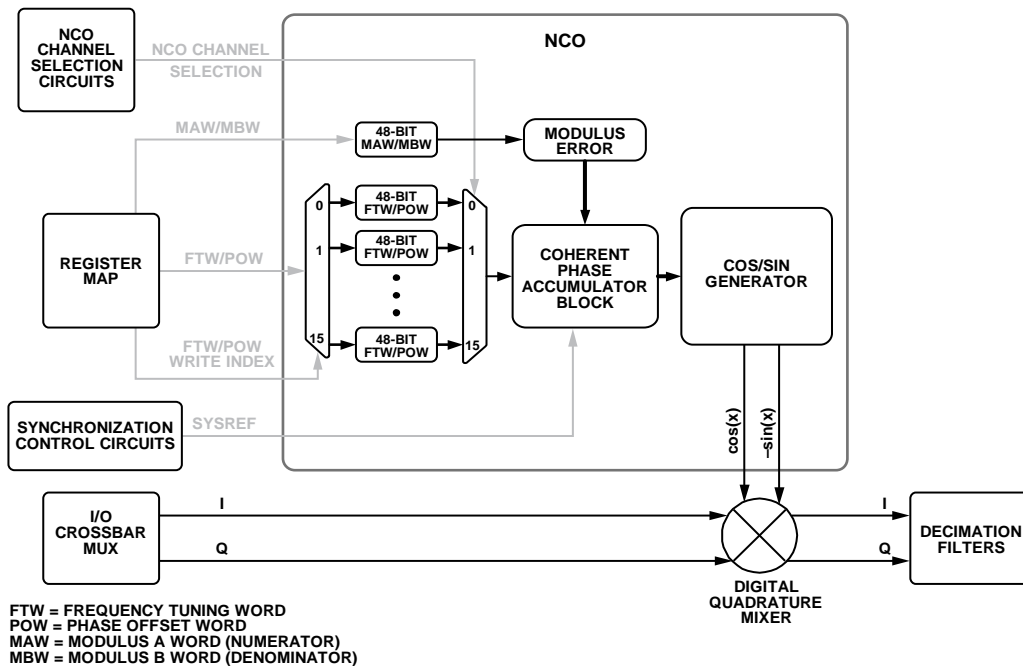 NCO
CHANNEL
SELECTION
CIRCUITS
NCO CHANNEL
SELECTION
NCO
MAW/MBW
48-BIT
MAW/MBW
MODULUS
ERROR
REGISTER
MAP
FTW/POW
FTW/POW
WRITE INDEX
0
1
15
48-BIT
FTW/POW
48-BIT
FTW/POW
48-BIT
FTW/POW
0
1
15
COHERENT
PHASE
ACCUMULATOR
BLOCK
COS/SIN
GENERATOR
SYNCHRONIZATION
CONTROL CIRCUITS
SYSREF
cos(x)
–sin(x)
I/O
CROSSBAR
MUX
I
Q
DIGITAL
QUADRATURE
MIXER
I
Q
DECIMATION
FILTERS
FTW = FREQUENCY TUNING WORD
POW = PHASE OFFSET WORD
MAW = MODULUS A WORD (NUMERATOR)
MBW = MODULUS B WORD (DENOMINATOR)